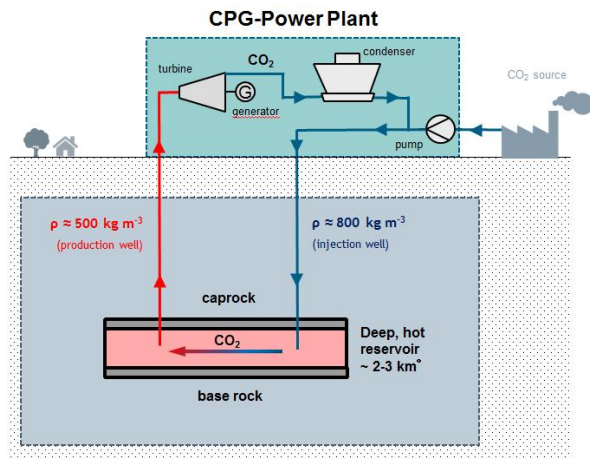 CPG-Power Plant
condenser
turbine
CO₂
CO₂ source
G
generator
pump
ρ ≈ 500 kg m⁻³
(production well)
ρ ≈ 800 kg m⁻³
(injection well)
caprock
CO₂
Deep, hot
reservoir
~ 2-3 km°
base rock